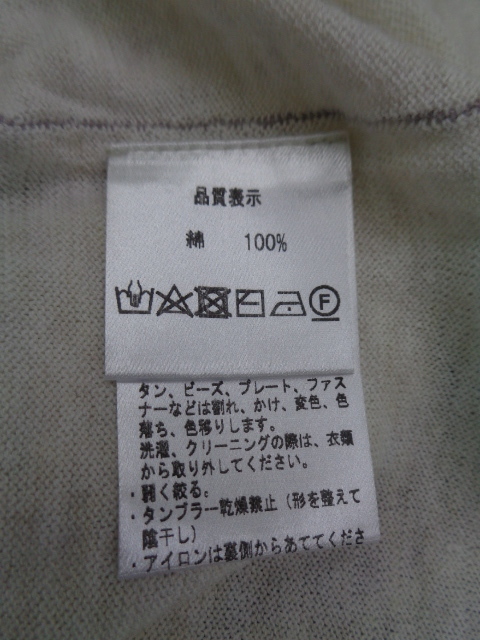 品質表示
綿 100%
F
タン、ビーズ、プレート、ファス
ナーなどは割れ、かけ、変色、色
落ち、色移りします。
洗濯、クリーニングの際は、衣類
から取り外してください。
・弱く絞る。
・タンブラー乾燥禁止（形を整えて
陰干し）
・アイロンは裏側からあててくださ